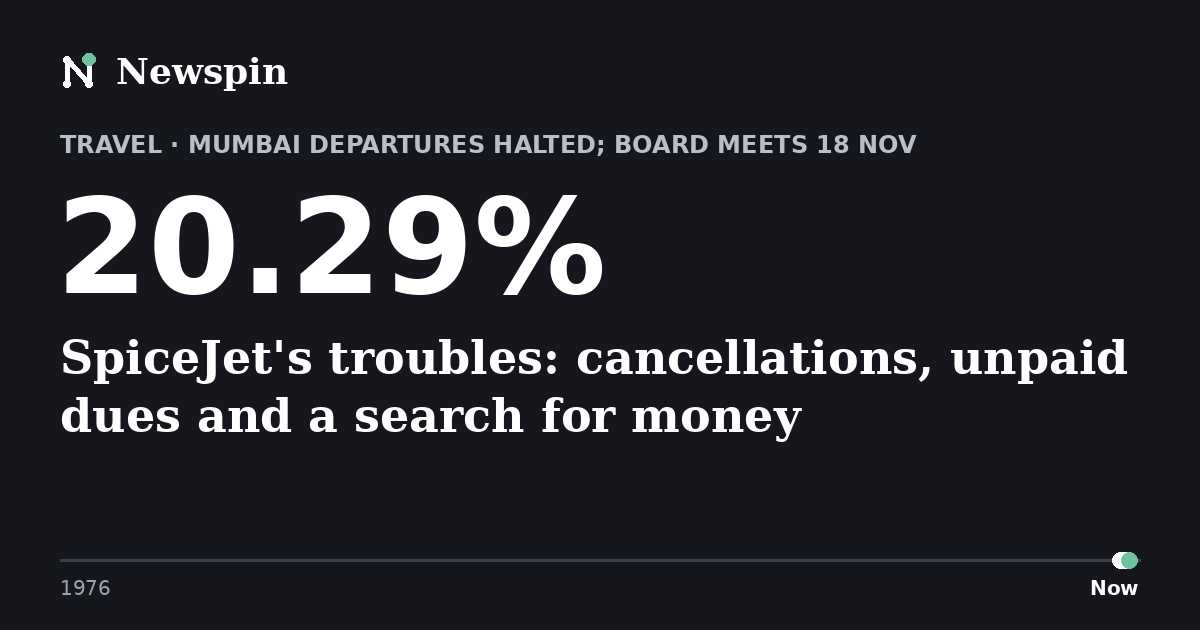 Newspin
TRAVEL · MUMBAI DEPARTURES HALTED; BOARD MEETS 18 NOV
20.29%
SpiceJet's troubles: cancellations, unpaid
dues and a search for money
1976
Now